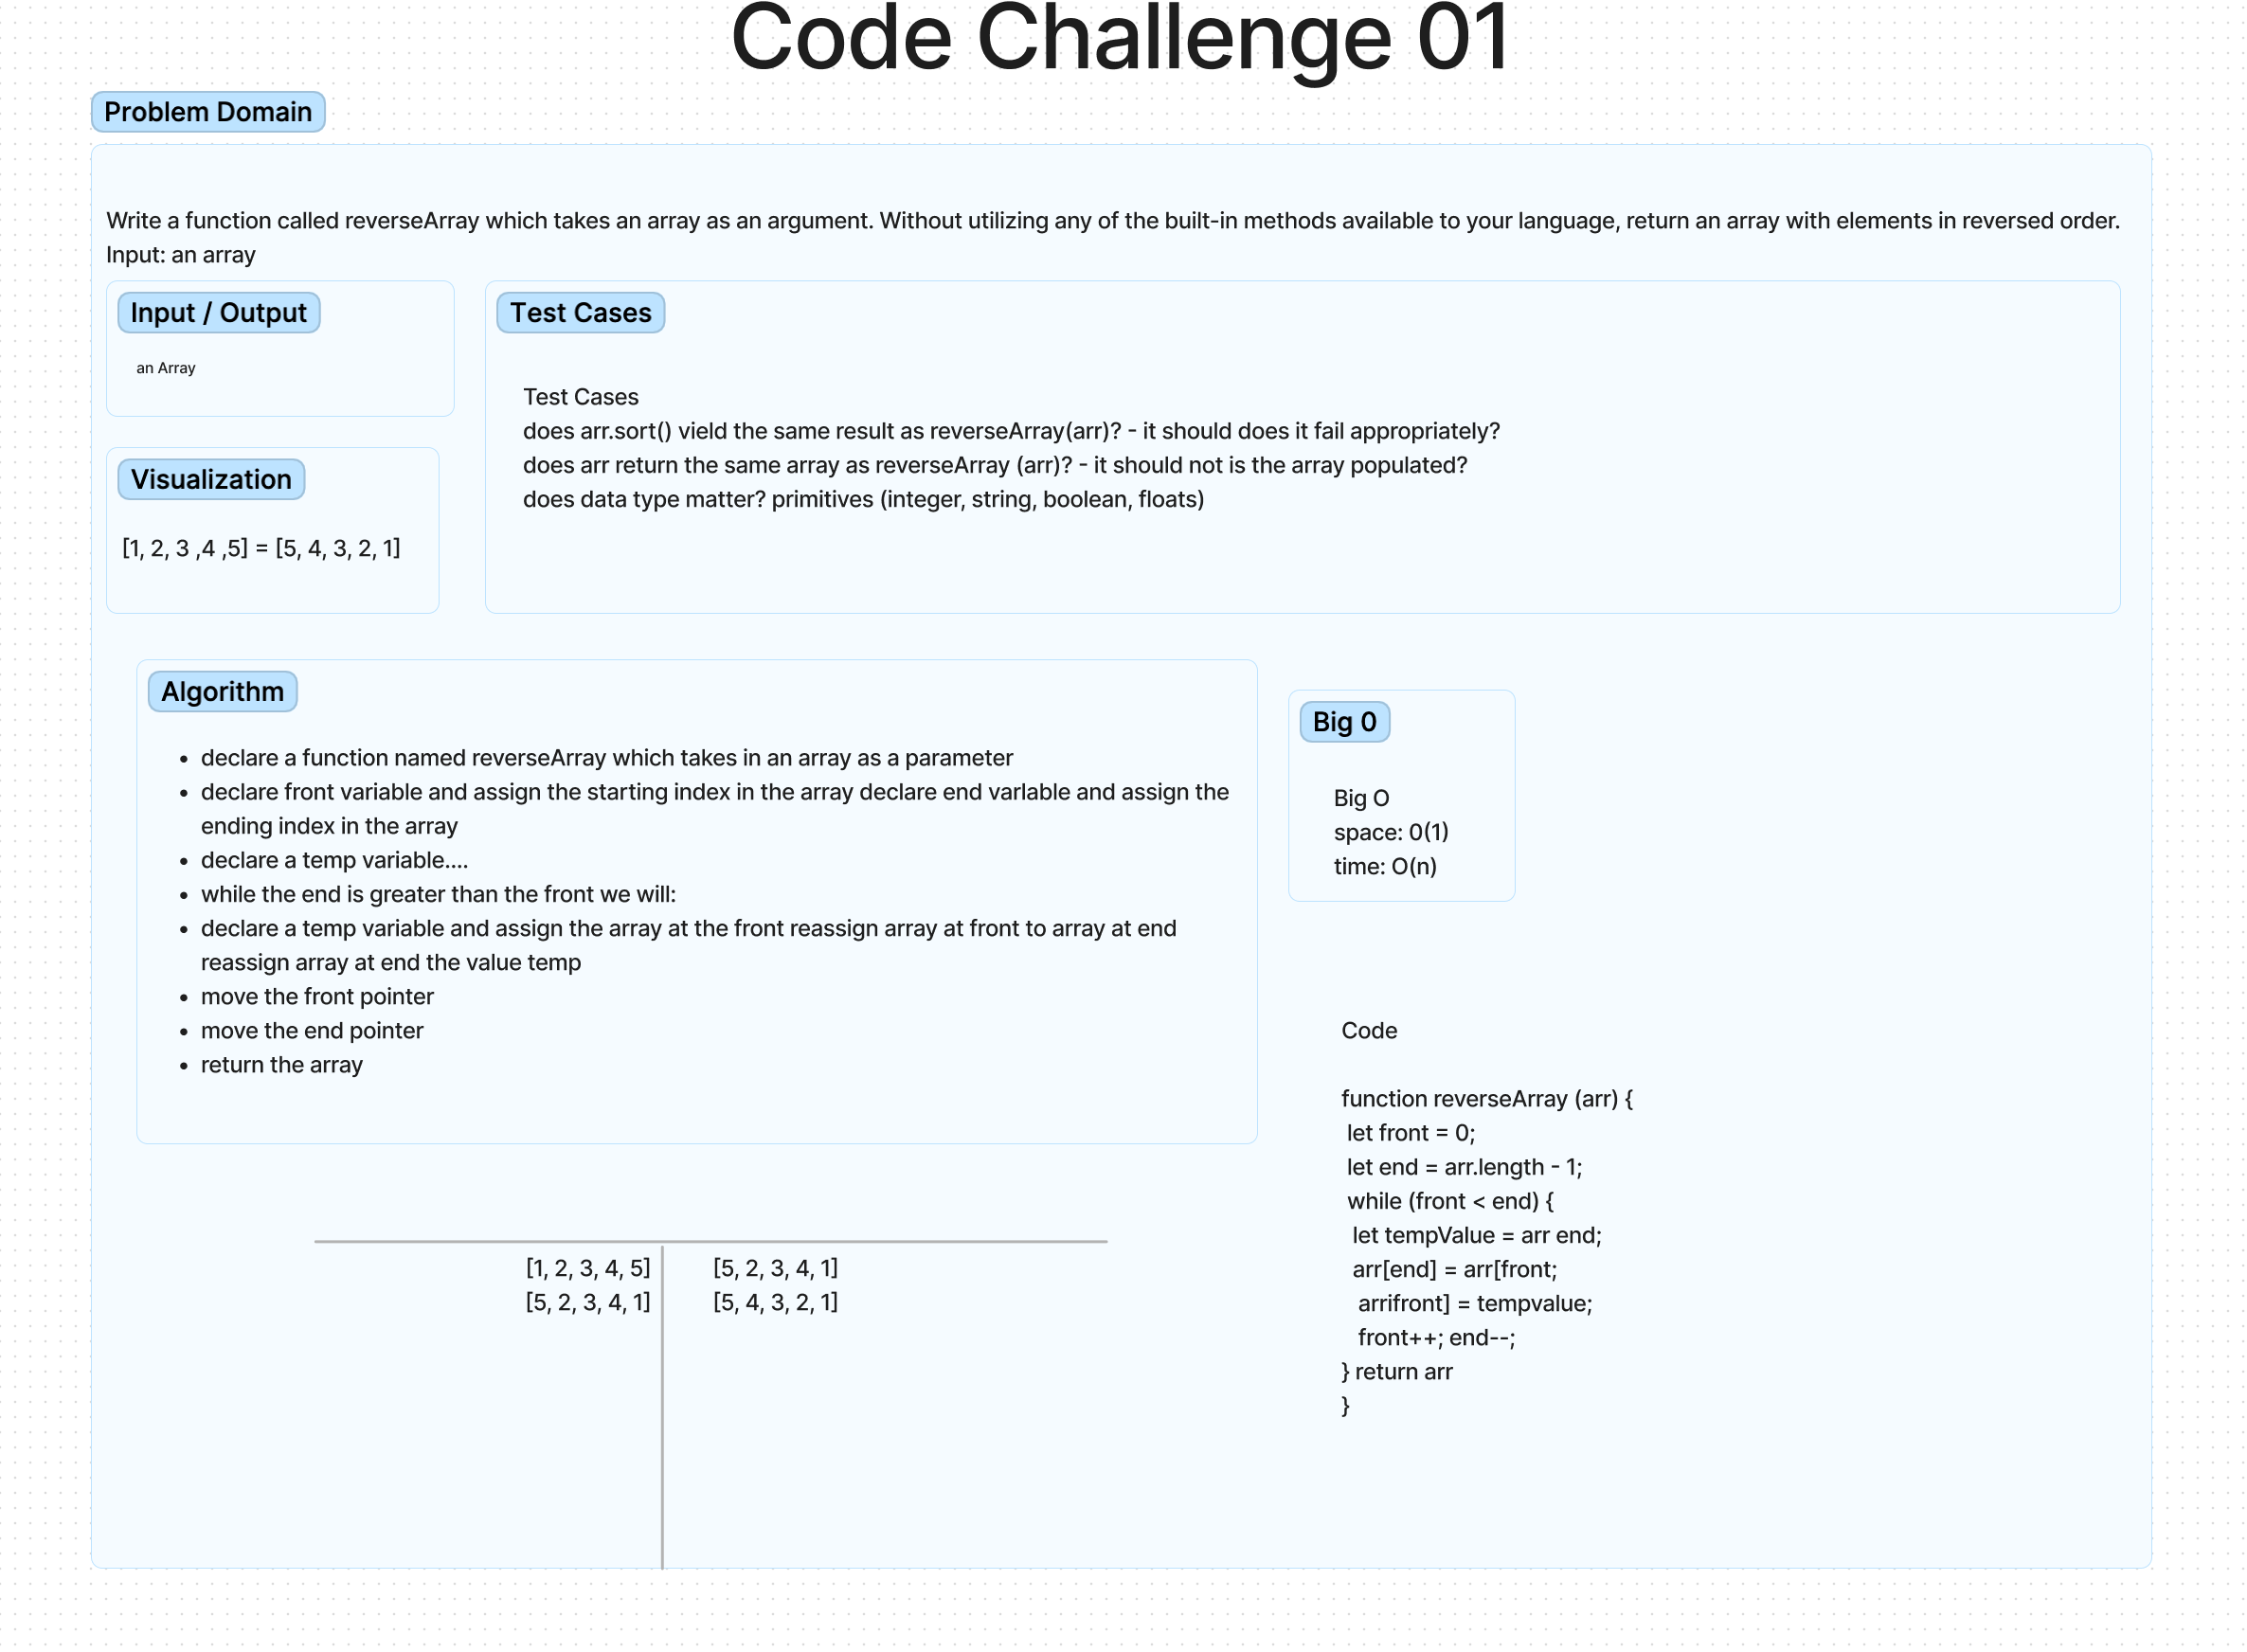 Code Challenge 01
Problem Domain
Write a function called reverseArray which takes an array as an argument. Without utilizing any of the built-in methods available to your language, return an array with elements in reversed order.
Input: an array
Input / Output
an Array
Test Cases
Test Cases
does arr.sort() vield the same result as reverseArray(arr)? - it should does it fail appropriately?
does arr return the same array as reverseArray (arr)? - it should not is the array populated?
does data type matter? primitives (integer, string, boolean, floats)
Visualization
[1, 2, 3 ,4 ,5] = [5, 4, 3, 2, 1]
Algorithm
• declare a function named reverseArray which takes in an array as a parameter
• declare front variable and assign the starting index in the array declare end varlable and assign the
ending index in the array
• declare a temp variable....
• while the end is greater than the front we will:
• declare a temp variable and assign the array at the front reassign array at front to array at end
reassign array at end the value temp
• move the front pointer
• move the end pointer
• return the array
Big 0
Big O
space: 0(1)
time: O(n)
Code
function reverseArray (arr) {
let front = 0;
let end = arr.length - 1;
while (front < end) {
let tempValue = arr end;
arr[end] = arr[front;
arrifront] = tempvalue;
front++; end--;
} return arr
}
[1, 2, 3, 4, 5]
[5, 2, 3, 4, 1]
[5, 2, 3, 4, 1]
[5, 4, 3, 2, 1]